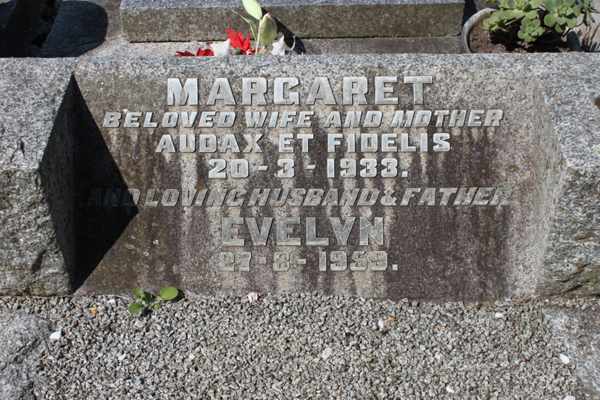 MARGARET
BELOVED WIFE AND MOTHER
AUDAX ET FIDELIS
20-3-1933.
AND LOVING HUSBAND & FATHER
EVELYN
27-8-1959.